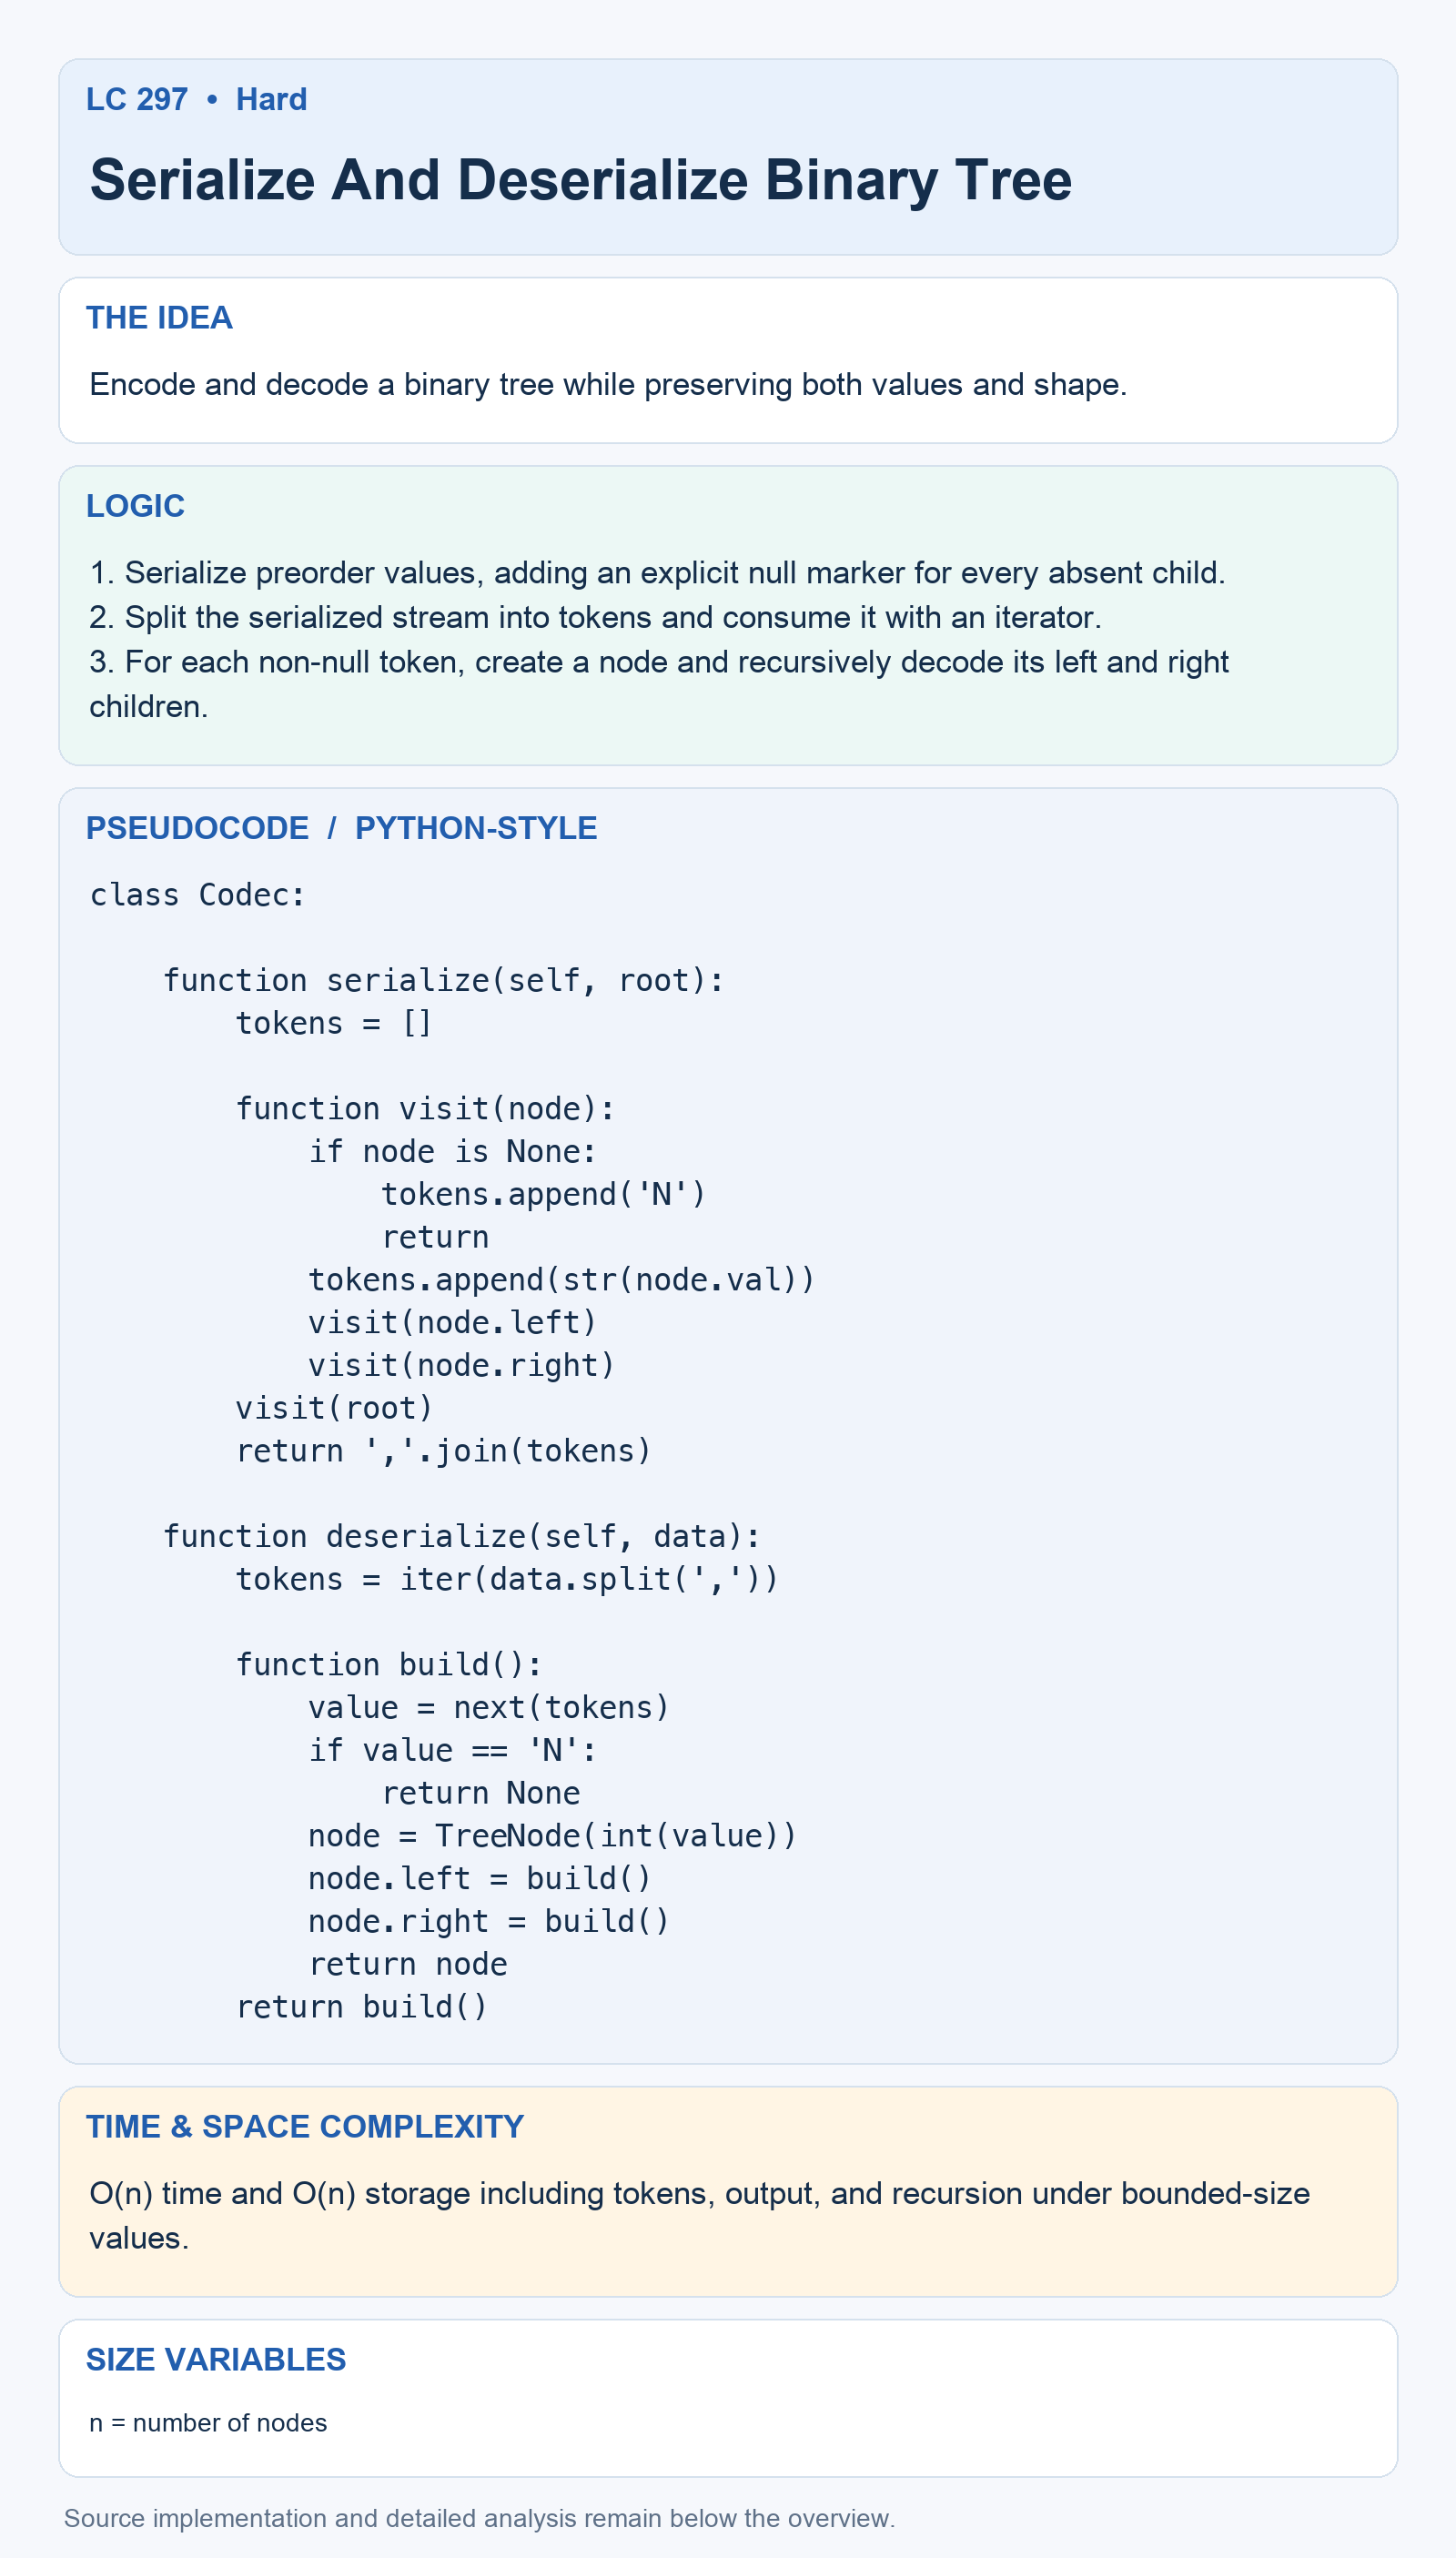 LC 297 • Hard
Serialize And Deserialize Binary Tree
THE IDEA
Encode and decode a binary tree while preserving both values and shape.
LOGIC
1. Serialize preorder values, adding an explicit null marker for every absent child.
2. Split the serialized stream into tokens and consume it with an iterator.
3. For each non-null token, create a node and recursively decode its left and right
children.
PSEUDOCODE / PYTHON-STYLE
class Codec:
    function serialize(self, root):
        tokens = []
        function visit(node):
            if node is None:
                tokens.append('N')
                return
            tokens.append(str(node.val))
            visit(node.left)
            visit(node.right)
        visit(root)
        return ','.join(tokens)
    function deserialize(self, data):
        tokens = iter(data.split(','))
        function build():
            value = next(tokens)
            if value == 'N':
                return None
            node = TreeNode(int(value))
            node.left = build()
            node.right = build()
            return node
        return build()
TIME & SPACE COMPLEXITY
O(n) time and O(n) storage including tokens, output, and recursion under bounded-size
values.
SIZE VARIABLES
n = number of nodes
Source implementation and detailed analysis remain below the overview.